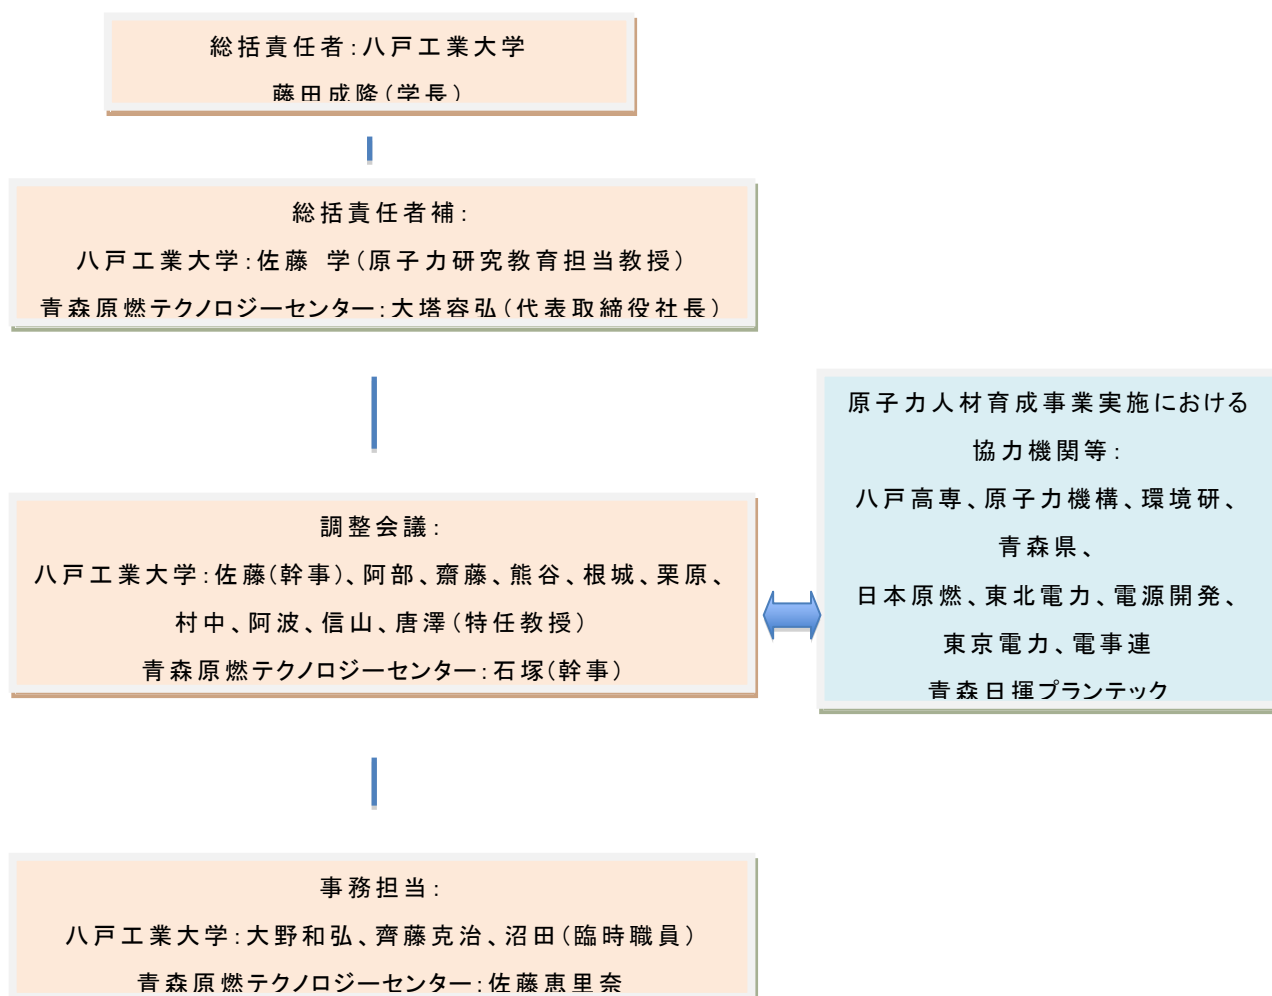 総括責任者:八戸工業大学
藤田成隆(学長)
総括責任者補:
八戸工業大学:佐藤 学(原子力研究教育担当教授)
青森原燃テクノロジーセンター:大塔容弘(代表取締役社長)
調整会議:
八戸工業大学:佐藤(幹事)、阿部、齋藤、熊谷、根城、栗原、
村中、阿波、信山、唐澤(特任教授)
青森原燃テクノロジーセンター:石塚(幹事)
原子力人材育成事業実施における
協力機関等:
八戸高専、原子力機構、環境研、
青森県、
日本原燃、東北電力、電源開発、
東京電力、電事連
青森日揮プランテック
事務担当:
八戸工業大学:大野和弘、齊藤克治、沼田(臨時職員)
青森原燃テクノロジーセンター:佐藤恵里奈